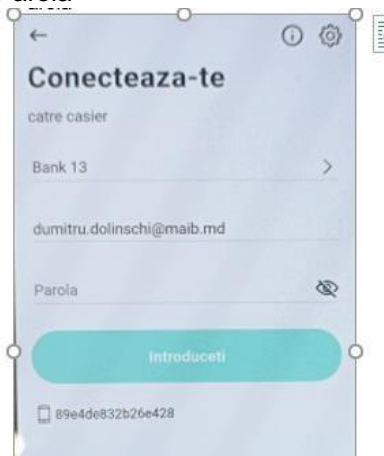 Conecteaza-te
catre casier
Bank 13
dumitru.dolinschi@maib.md
Parola
Introduceti
89e4de832b26e428